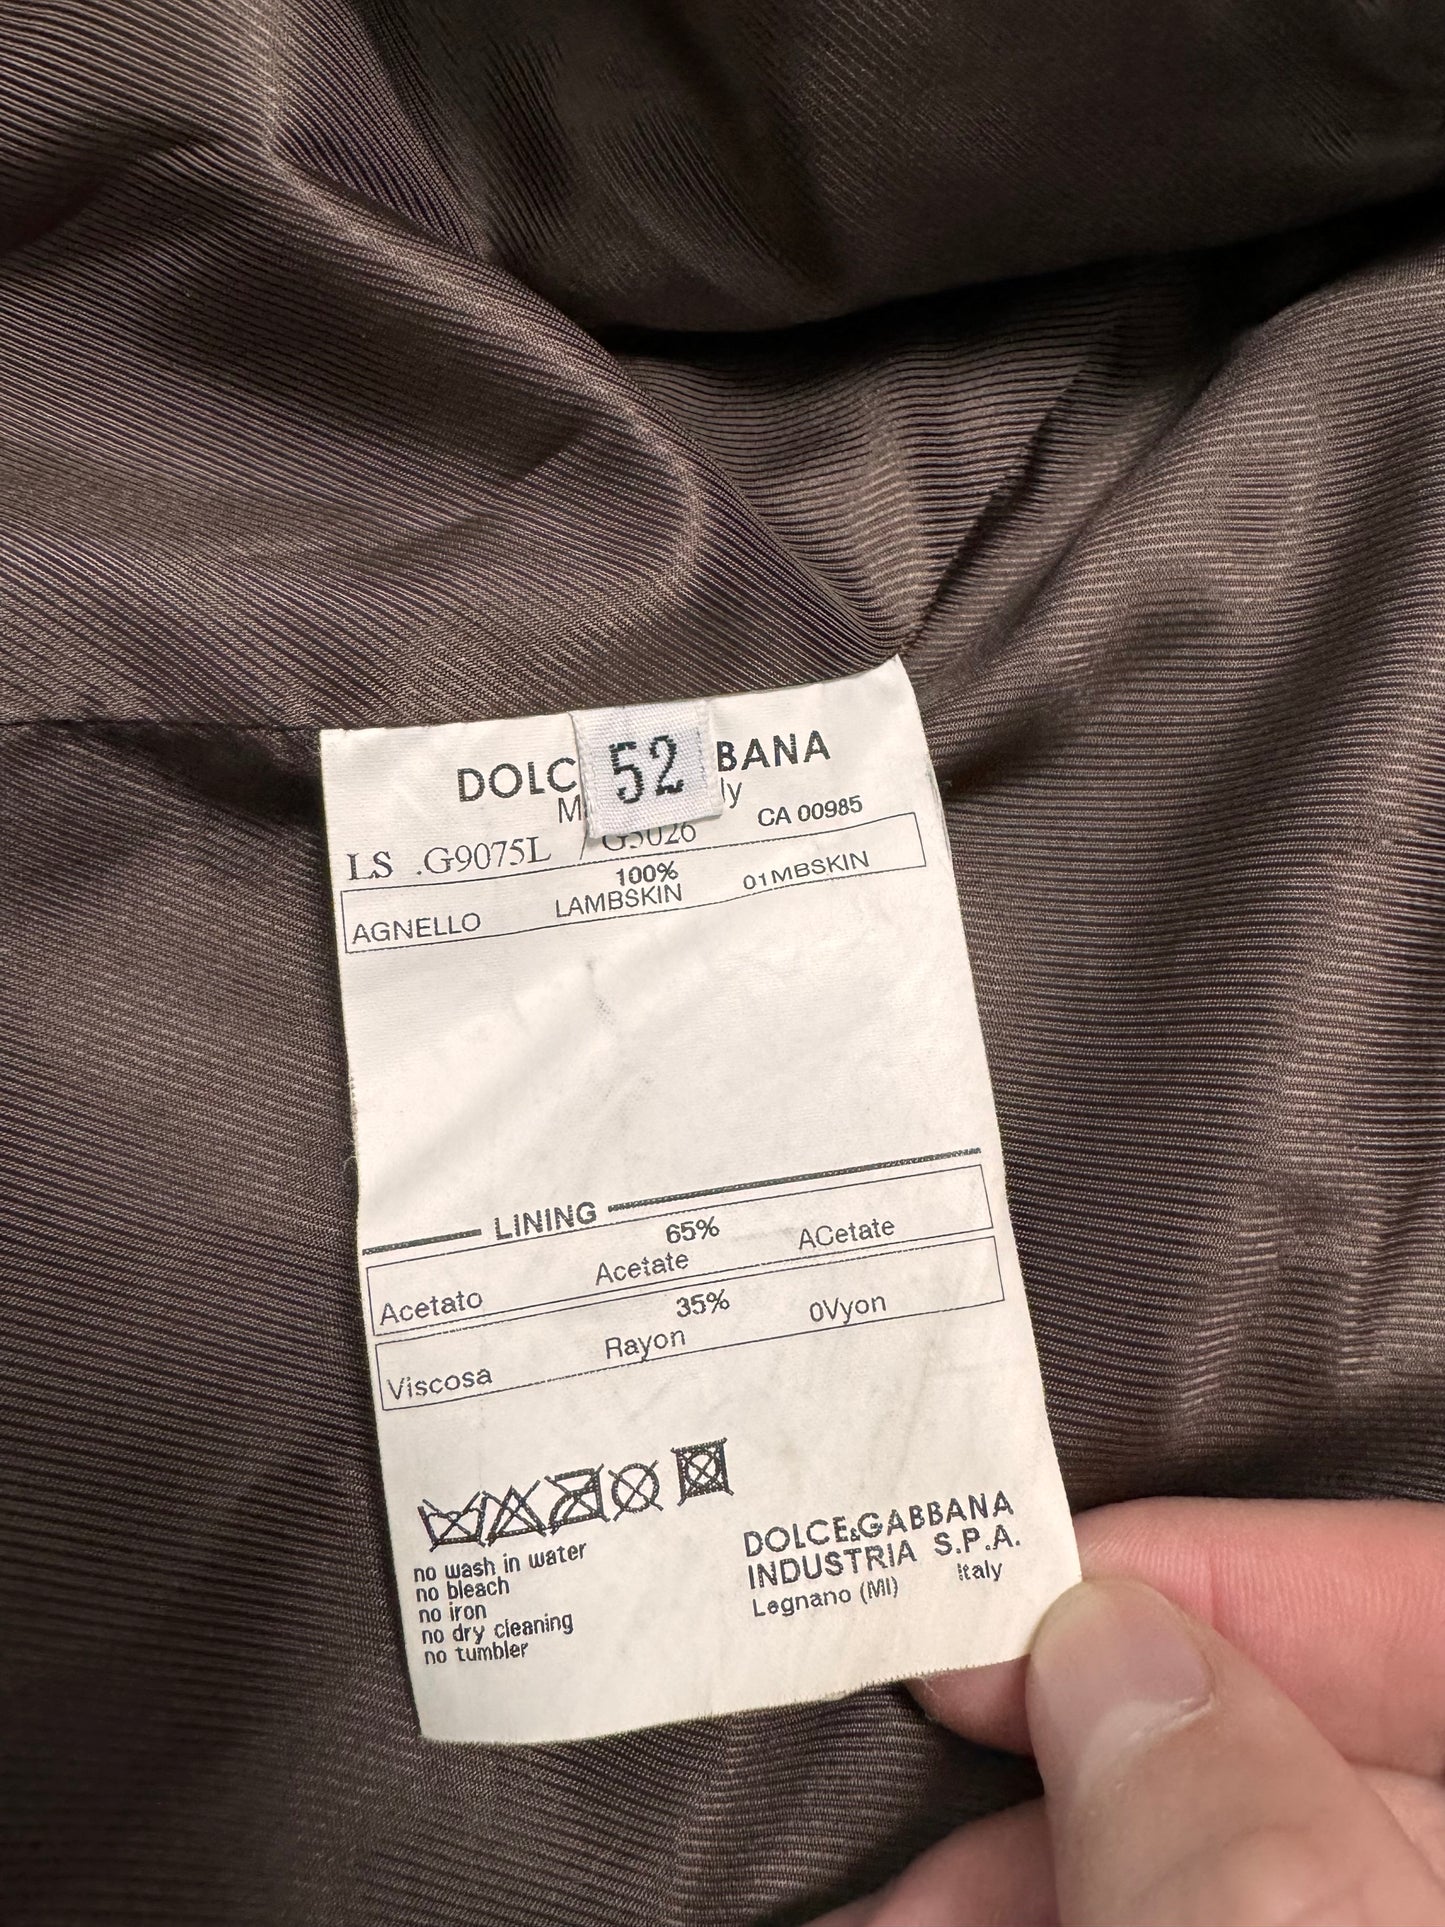 52
DOLC BANA
M ly
CA 00985
LS .G9075L / G5026
100%
AGNELLO LAMBSKIN 01MBSKIN
LINING
65%
Acetato Acetate ACetate
35%
Viscosa Rayon 0Vyon
no wash in water
no bleach
no iron
no dry cleaning
no tumbler
DOLCE&GABBANA
INDUSTRIA S.P.A.
Legnano (MI) Italy